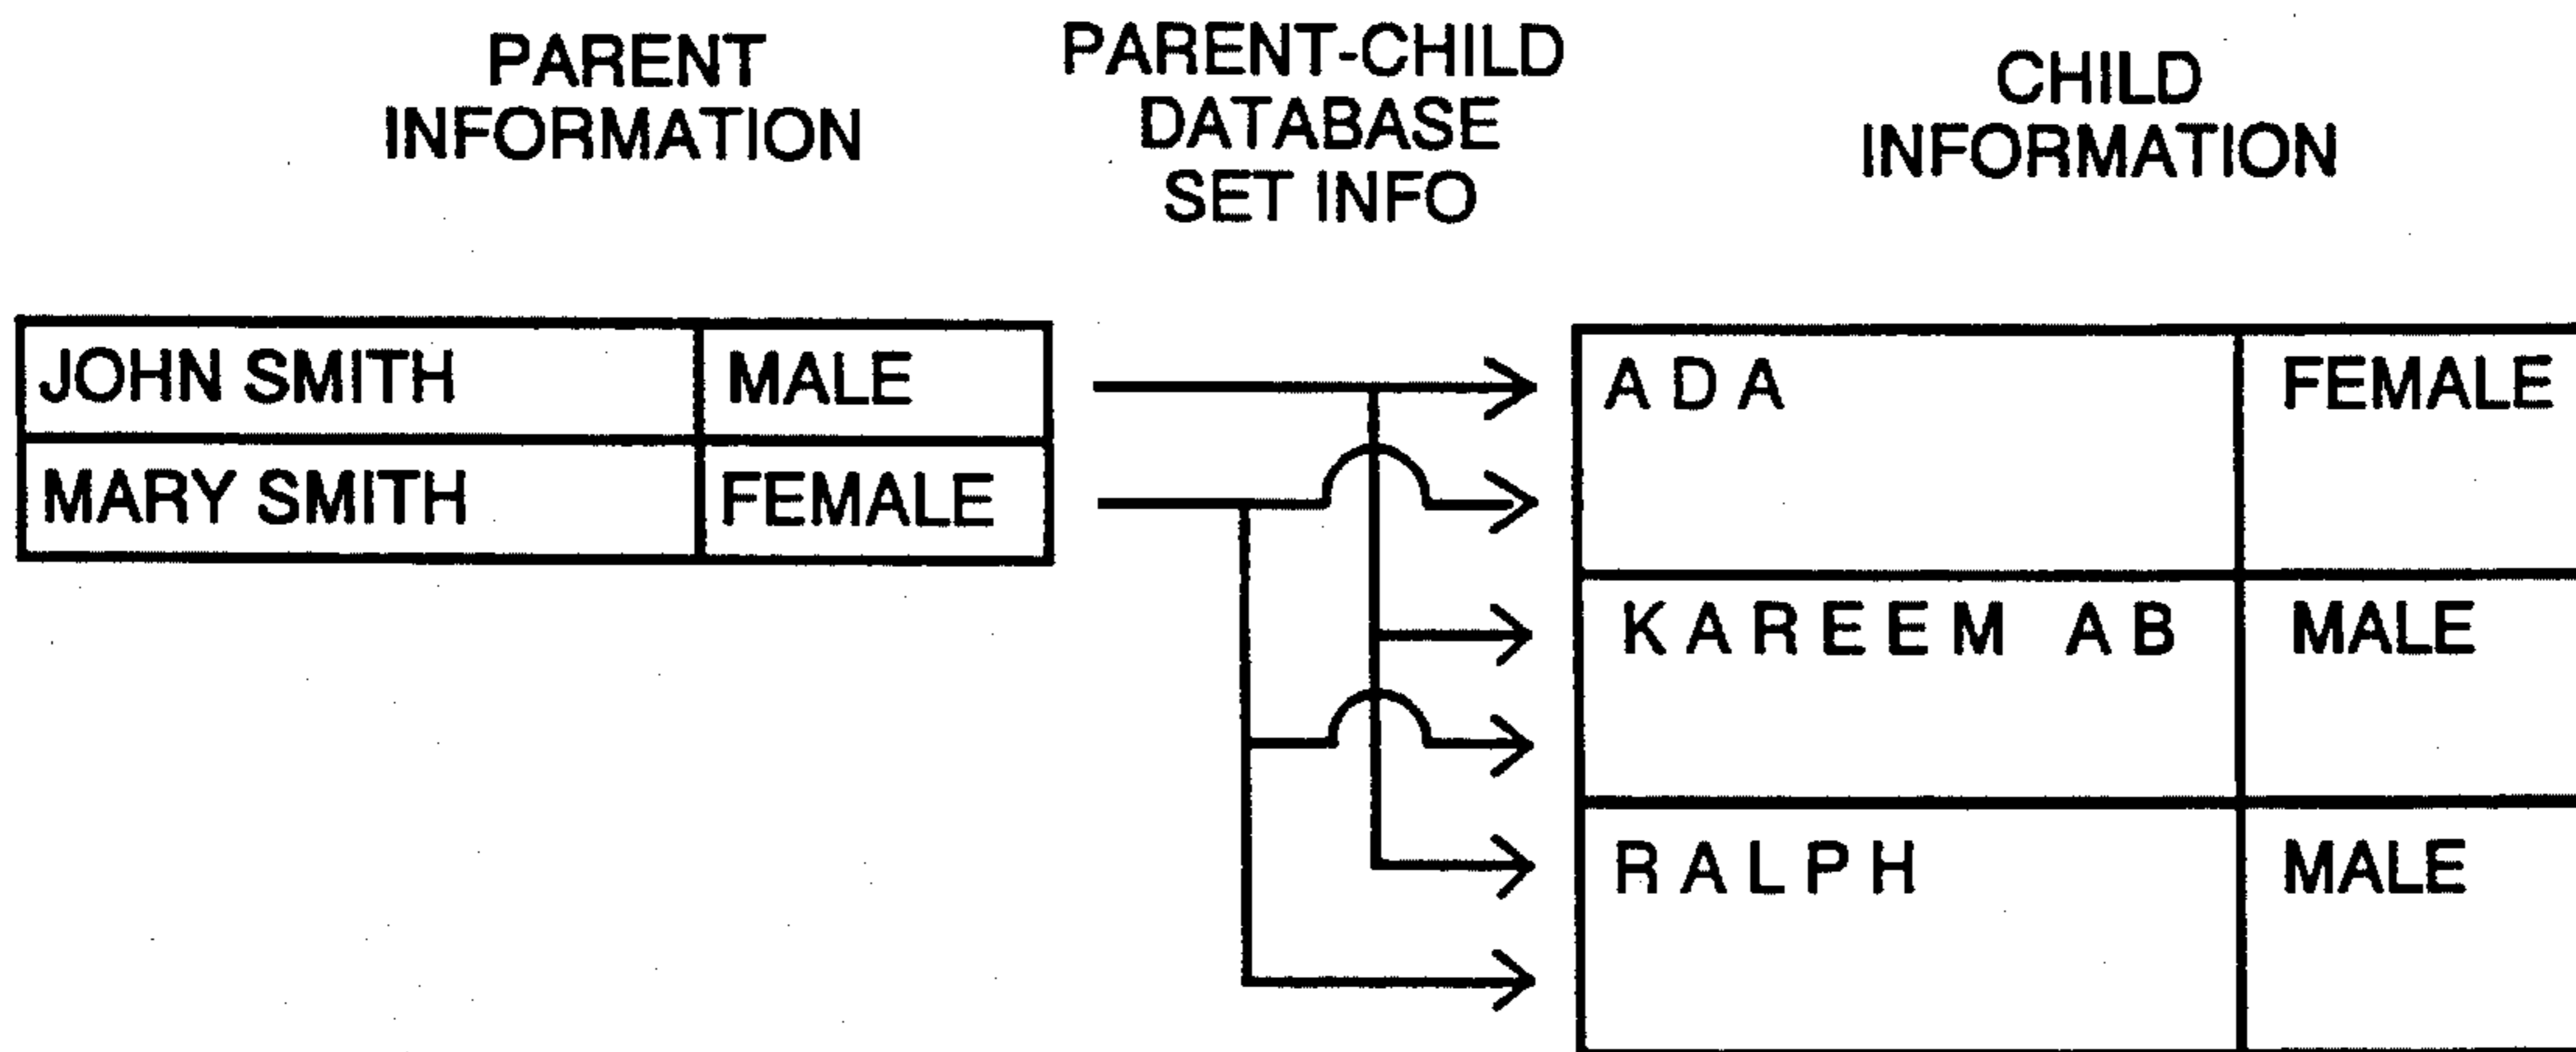 PARENT
INFORMATION
PARENT-CHILD
DATABASE
SET INFO
CHILD
INFORMATION
JOHN SMITH MALE
MARY SMITH FEMALE
A D A FEMALE
K A R E E M A B MALE
R A L P H MALE